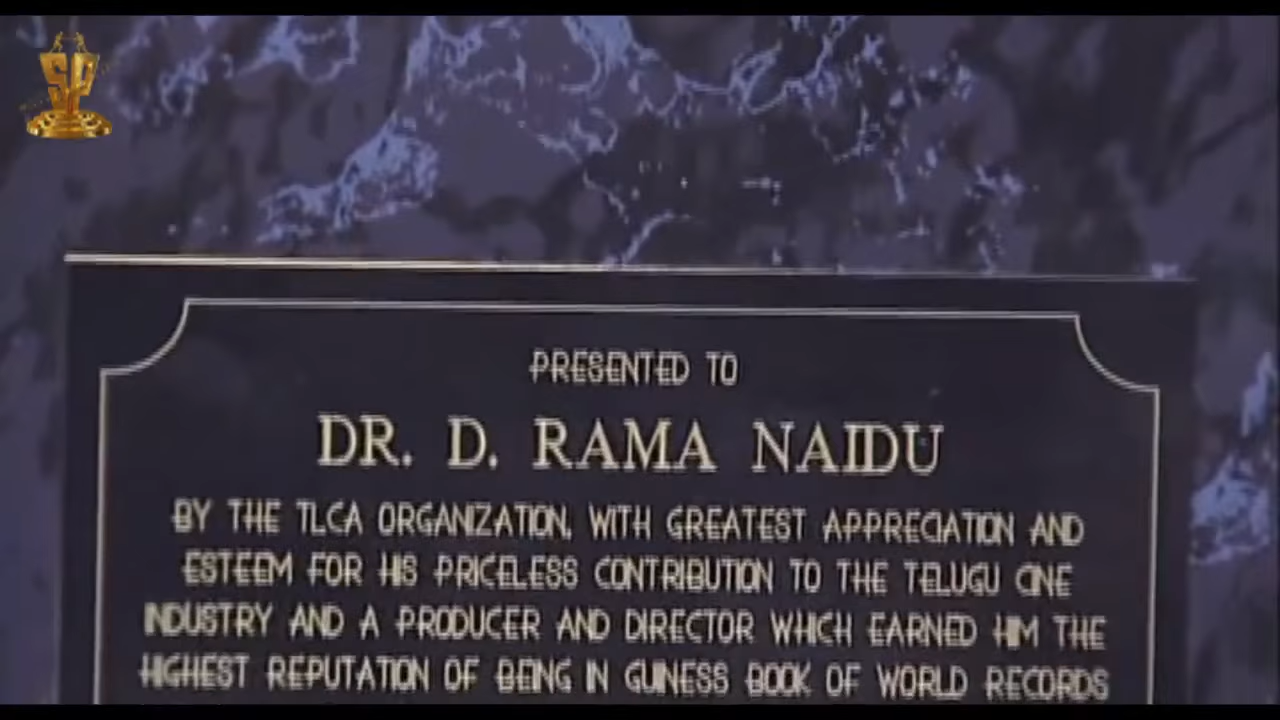 SP
PRESENTED TO
DR. D. RAMA NAIDU
BY THE TLCA ORGANIZATION, WITH GREATEST APPRECIATION AND
ESTEEM FOR HIS PRICELESS CONTRIBUTION TO THE TELUGU CINE
INDUSTRY AND A PRODUCER AND DIRECTOR WHICH EARNED HIM THE
HIGHEST REPUTATION OF BEING IN GUINESS BOOK OF WORLD RECORDS